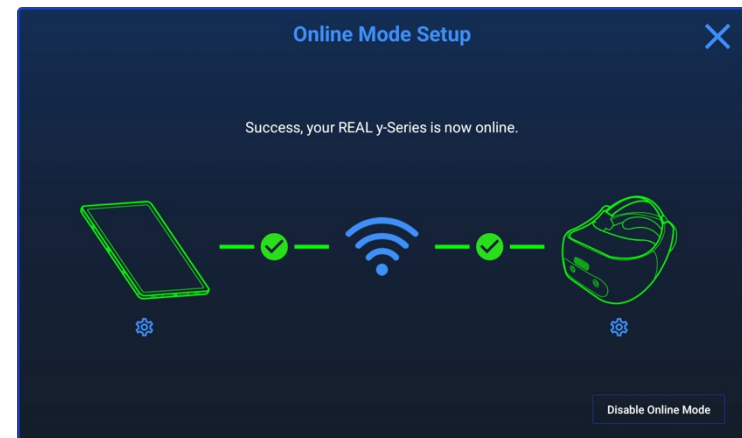 Online Mode Setup
Success, your REAL y-Series is now online.
Disable Online Mode